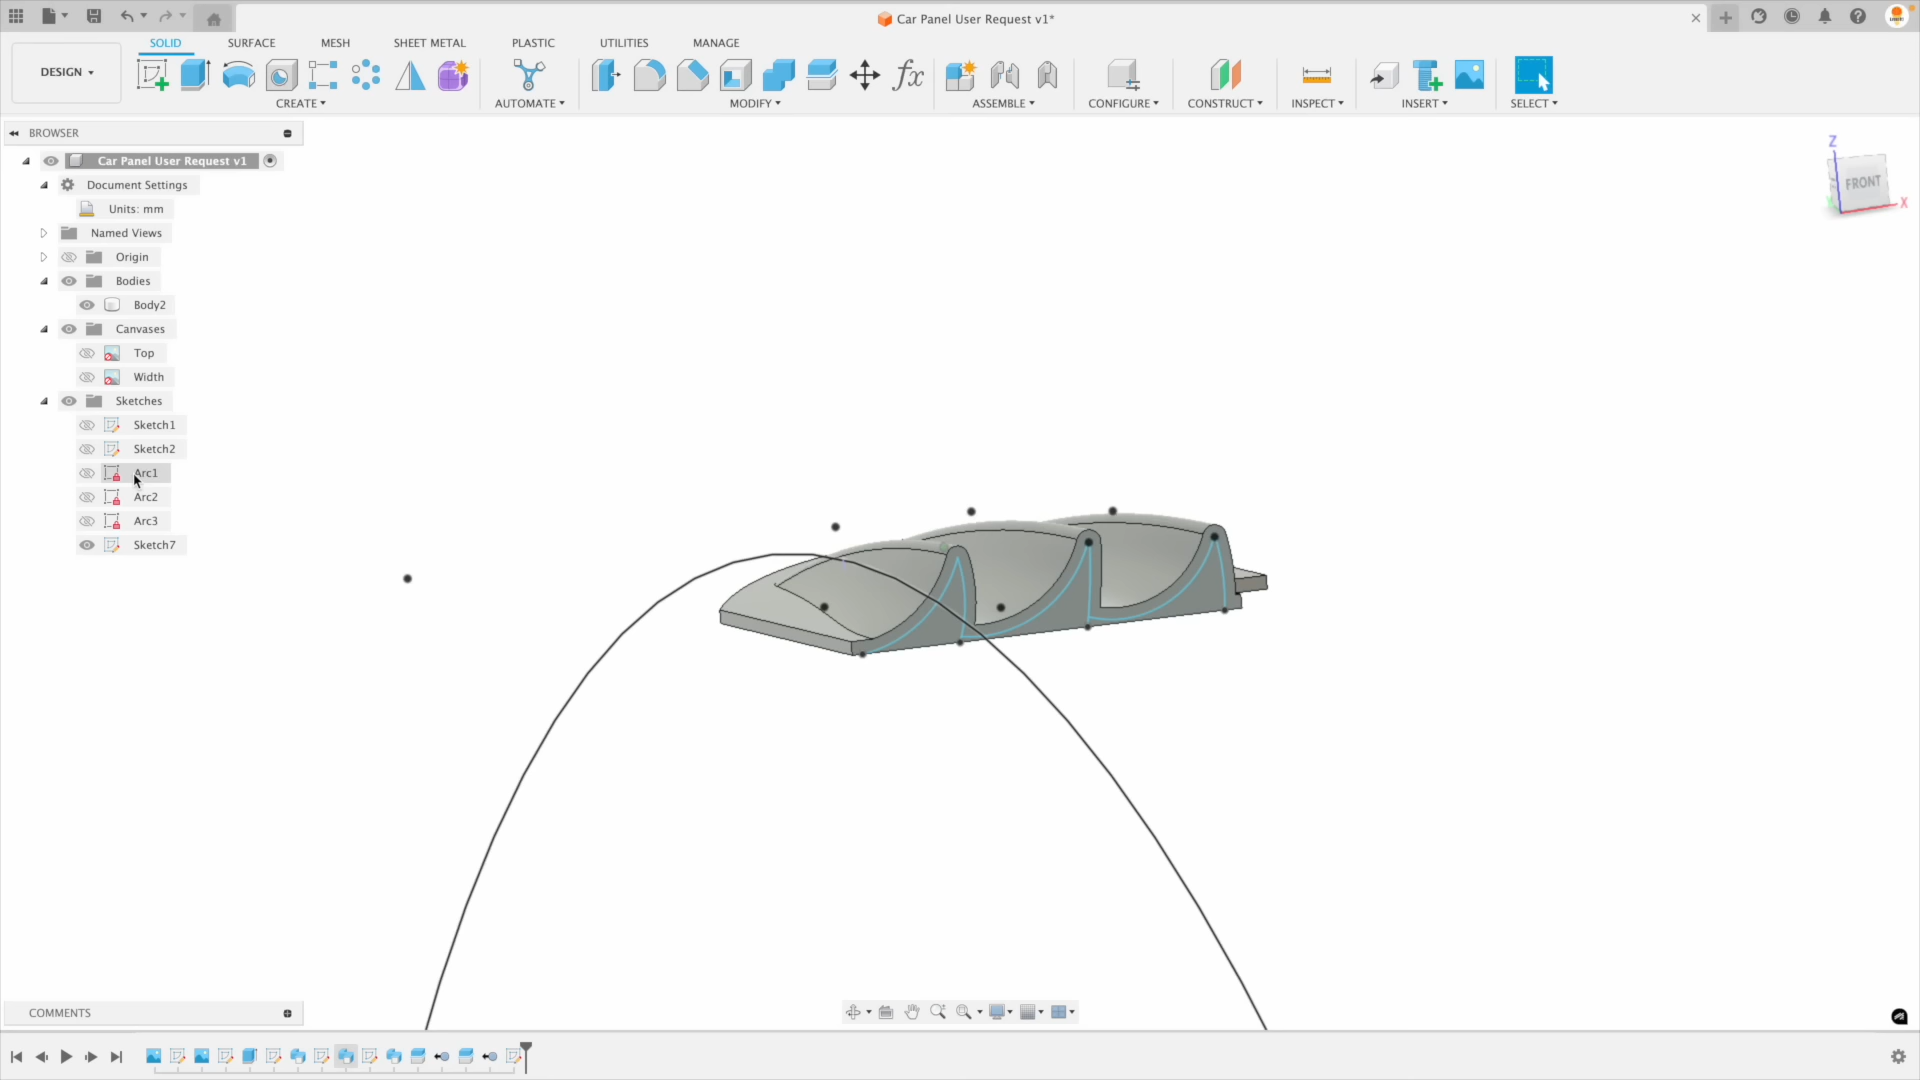 Car Panel User Request v1*
SOLID SURFACE MESH SHEET METAL PLASTIC UTILITIES MANAGE
DESIGN
CREATE AUTOMATE MODIFY ASSEMBLE CONFIGURE CONSTRUCT INSPECT INSERT SELECT
fx
BROWSER
Car Panel User Request v1
Document Settings
Units: mm
Named Views
Origin
Bodies
Body2
Canvases
Top
Width
Sketches
Sketch1
Sketch2
Arc1
Arc2
Arc3
Sketch7
Z
FRONT
X
COMMENTS